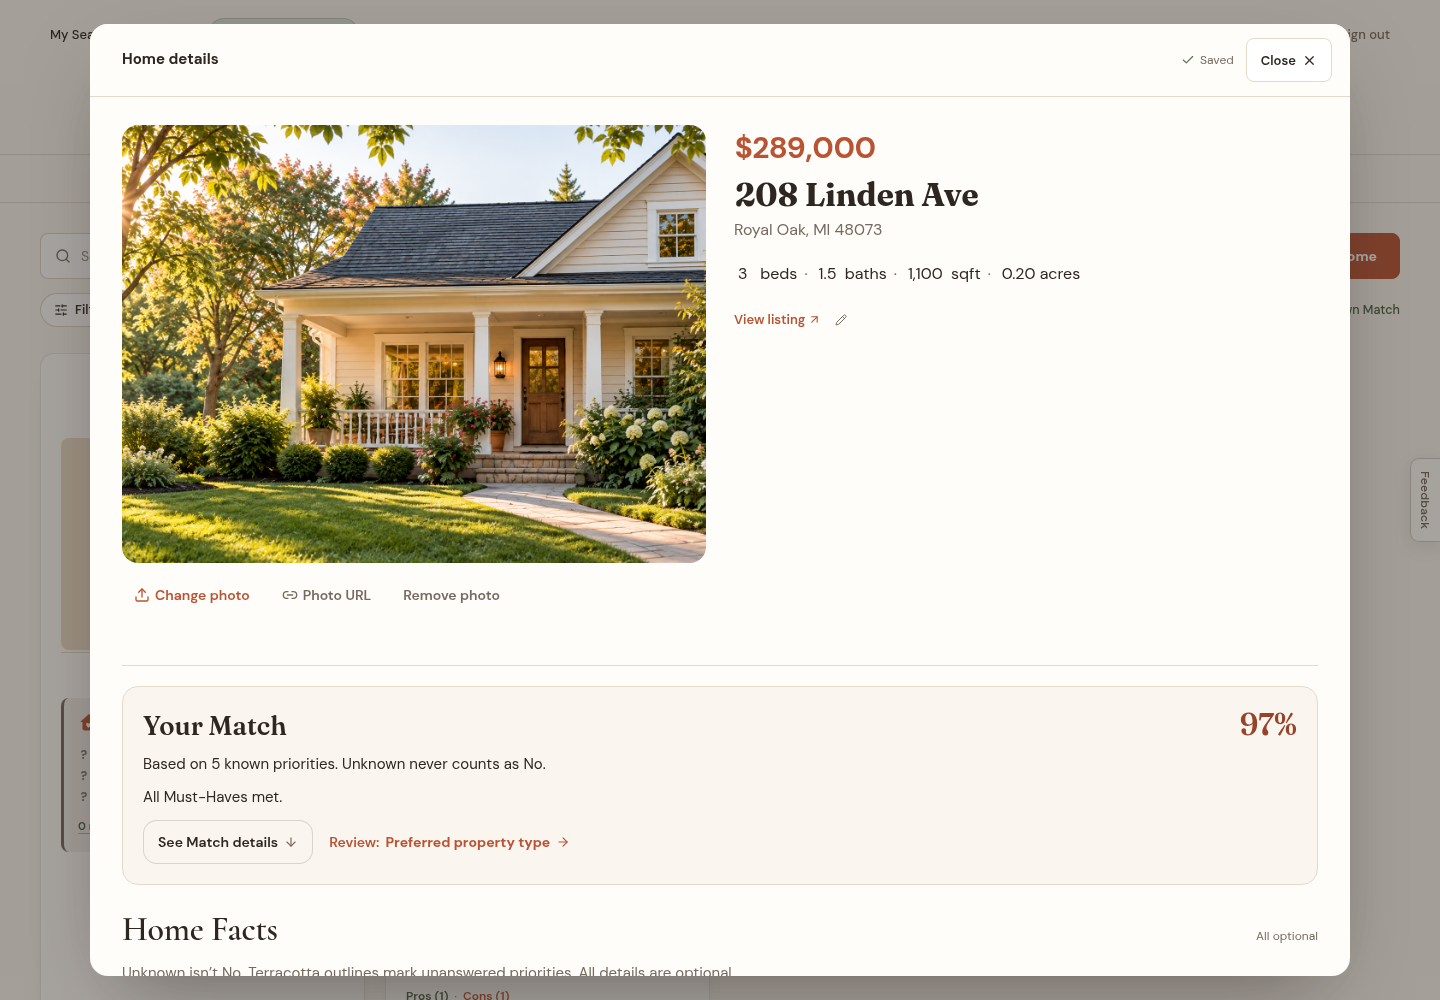 My Sea
ign out
Home details
Saved
Close
$289,000
208 Linden Ave
Royal Oak, MI 48073
3 beds · 1.5 baths · 1,100 sqft · 0.20 acres
View listing
S
Fil
ome
wn Match
Feedback
Change photo
Photo URL
Remove photo
Your Match
97%
Based on 5 known priorities. Unknown never counts as No.
All Must-Haves met.
See Match details
Review: Preferred property type
?
?
?
0
Home Facts
All optional
Unknown isn't No. Terracotta outlines mark unanswered priorities. All details are optional
Pros (1) · Cons (1)